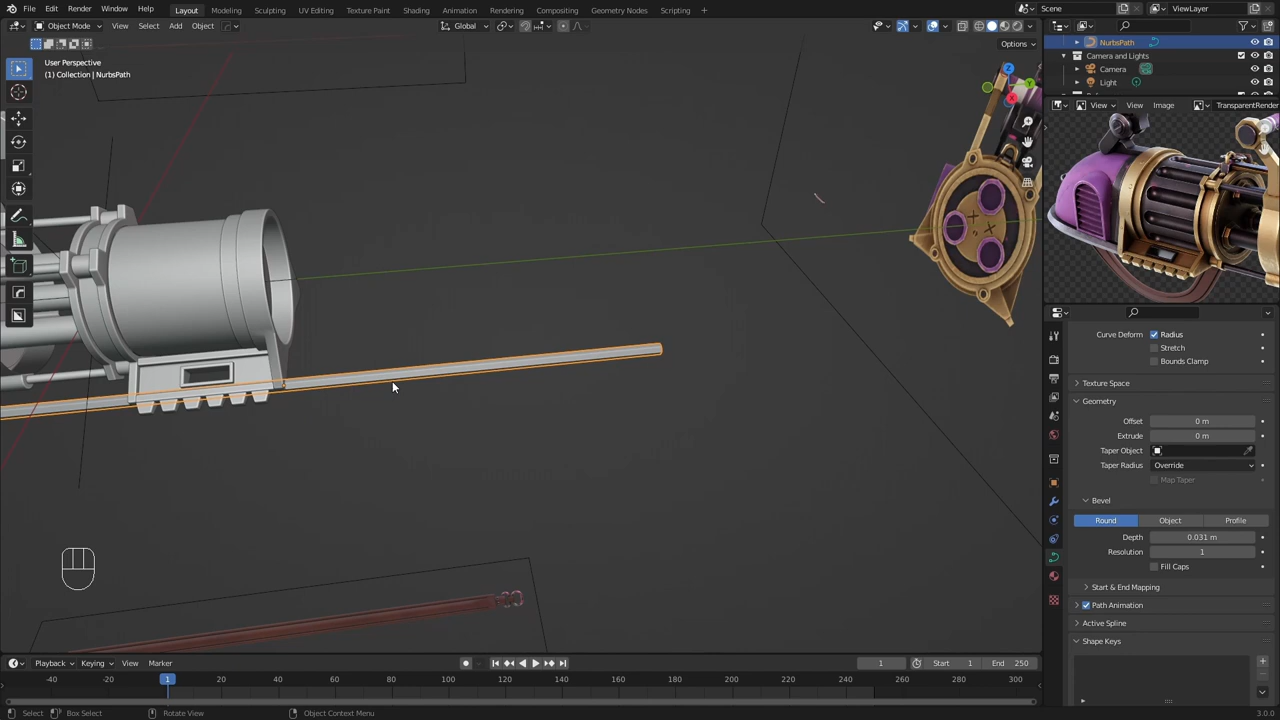 File Edit Render Window Help Layout Modeling Sculpting UV Editing Texture Paint Shading Animation Rendering Compositing Geometry Nodes Scripting + Scene ViewLayer
Object Mode View Select Add Object Global
Options
User Perspective
(1) Collection | NurbsPath
NurbsPath
Camera and Lights
Camera
Light
View View Image TransparentRender
Curve Deform Radius
Stretch
Bounds Clamp
Texture Space
Geometry
Offset 0 m
Extrude 0 m
Taper Object
Taper Radius Override
Map Taper
Bevel
Round Object Profile
Depth 0.031 m
Resolution 1
Fill Caps
Start & End Mapping
Path Animation
Active Spline
Shape Keys
Playback Keying View Marker 1 Start 1 End 250
-40 -20 1 20 40 60 80 100 120 140 160 180 200 220 240 260 280 300
Select Box Select Rotate View Object Context Menu 3.0.0